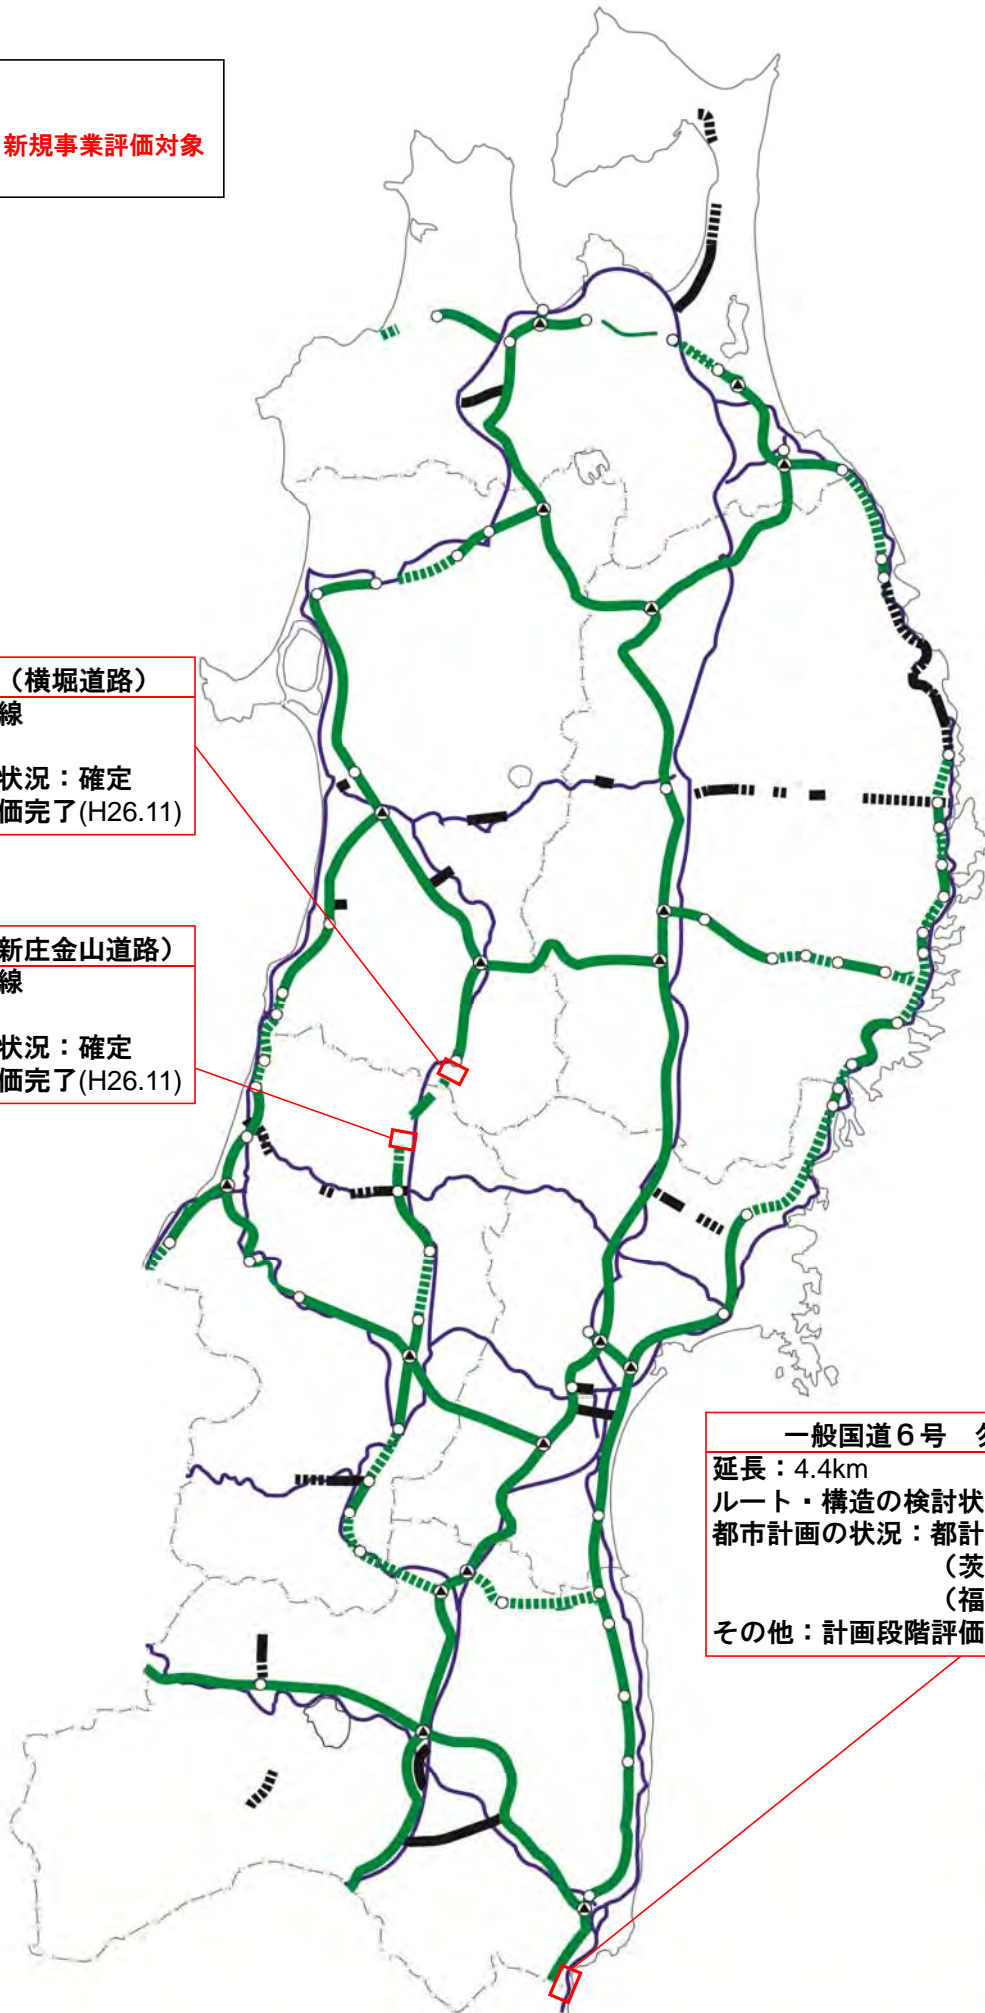 新規事業評価対象
（横堀道路）
線
状況：確定
価完了(H26.11)
新庄金山道路）
線
状況：確定
価完了(H26.11)
一般国道６号
延長：4.4km
ルート・構造の検討状
都市計画の状況：都計
（茨
（福
その他：計画段階評価